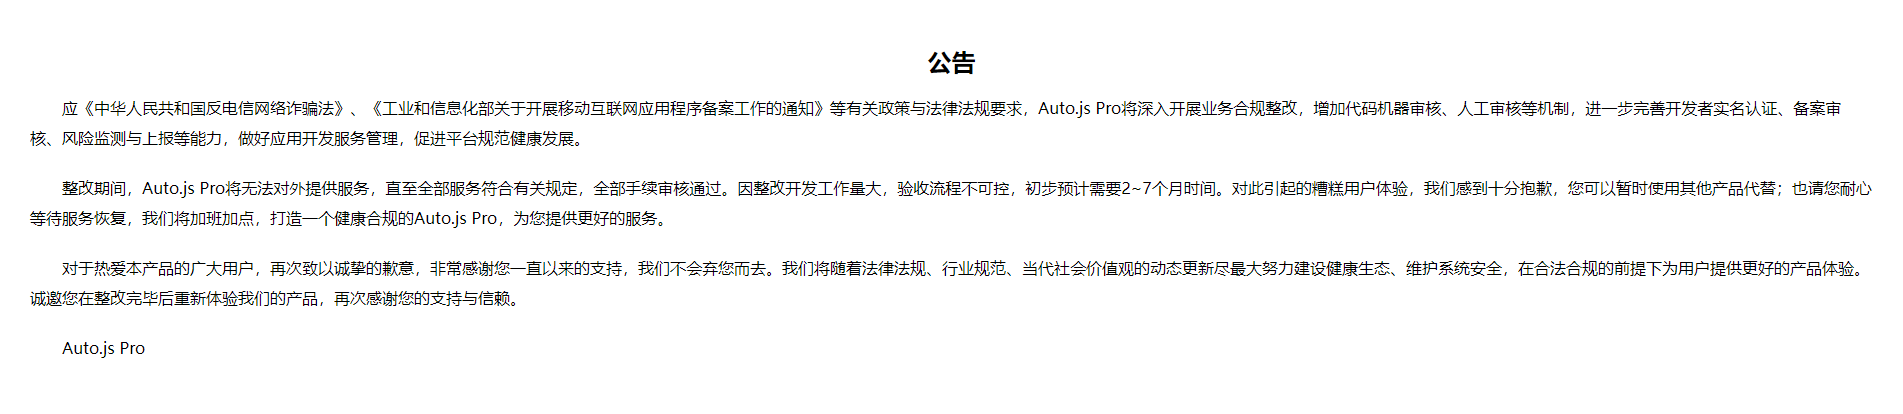 公告
应《中华人民共和国反电信网络诈骗法》、《工业和信息化部关于开展移动互联网应用程序备案工作的通知》等有关政策与法律法规要求，Auto.js Pro将深入开展业务合规整改，增加代码机器审核、人工审核等机制，进一步完善开发者实名认证、备案审
核、风险监测与上报等能力，做好应用开发服务管理，促进平台规范健康发展。
整改期间，Auto.js Pro将无法对外提供服务，直至全部服务符合有关规定，全部手续审核通过。因整改开发工作量大，验收流程不可控，初步预计需要2~7个月时间。对此引起的糟糕用户体验，我们感到十分抱歉，您可以暂时使用其他产品代替；也请您耐心
等待服务恢复，我们将加班加点，打造一个健康合规的Auto.js Pro，为您提供更好的服务。
对于热爱本产品的广大用户，再次致以诚挚的歉意，非常感谢您一直以来的支持，我们不会弃您而去。我们将随着法律法规、行业规范、当代社会价值观的动态更新尽最大努力建设健康生态、维护系统安全，在合法合规的前提下为用户提供更好的产品体验。
诚邀您在整改完毕后重新体验我们的产品，再次感谢您的支持与信赖。
Auto.js Pro